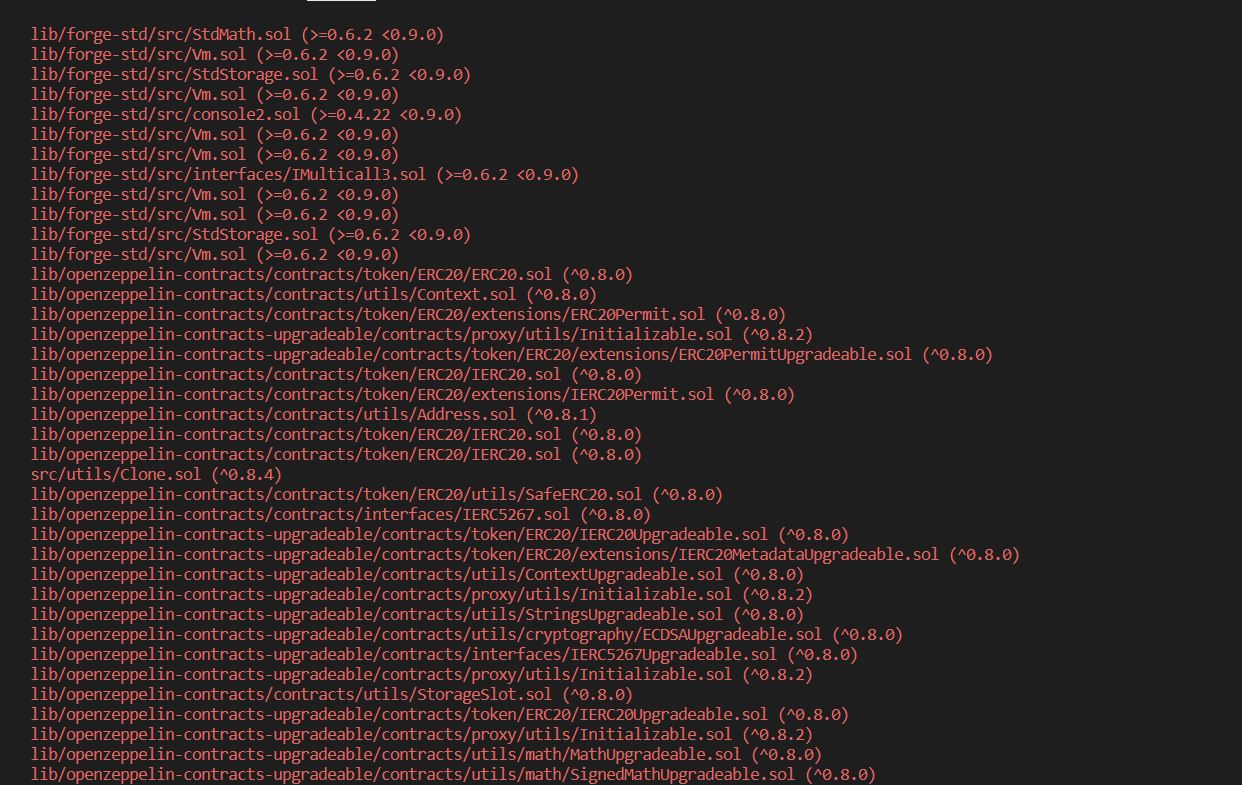 lib/forge-std/src/StdMath.sol (>=0.6.2 <0.9.0)
lib/forge-std/src/Vm.sol (>=0.6.2 <0.9.0)
lib/forge-std/src/StdStorage.sol (>=0.6.2 <0.9.0)
lib/forge-std/src/Vm.sol (>=0.6.2 <0.9.0)
lib/forge-std/src/console2.sol (>=0.4.22 <0.9.0)
lib/forge-std/src/Vm.sol (>=0.6.2 <0.9.0)
lib/forge-std/src/Vm.sol (>=0.6.2 <0.9.0)
lib/forge-std/src/interfaces/IMulticall3.sol (>=0.6.2 <0.9.0)
lib/forge-std/src/Vm.sol (>=0.6.2 <0.9.0)
lib/forge-std/src/Vm.sol (>=0.6.2 <0.9.0)
lib/forge-std/src/StdStorage.sol (>=0.6.2 <0.9.0)
lib/forge-std/src/Vm.sol (>=0.6.2 <0.9.0)
lib/openzeppelin-contracts/contracts/token/ERC20/ERC20.sol (^0.8.0)
lib/openzeppelin-contracts/contracts/utils/Context.sol (^0.8.0)
lib/openzeppelin-contracts/contracts/token/ERC20/extensions/ERC20Permit.sol (^0.8.0)
lib/openzeppelin-contracts-upgradeable/contracts/proxy/utils/Initializable.sol (^0.8.2)
lib/openzeppelin-contracts-upgradeable/contracts/token/ERC20/extensions/ERC20PermitUpgradeable.sol (^0.8.0)
lib/openzeppelin-contracts/contracts/token/ERC20/IERC20.sol (^0.8.0)
lib/openzeppelin-contracts/contracts/token/ERC20/extensions/IERC20Permit.sol (^0.8.0)
lib/openzeppelin-contracts/contracts/utils/Address.sol (^0.8.1)
lib/openzeppelin-contracts/contracts/token/ERC20/IERC20.sol (^0.8.0)
lib/openzeppelin-contracts/contracts/token/ERC20/IERC20.sol (^0.8.0)
src/utils/Clone.sol (^0.8.4)
lib/openzeppelin-contracts/contracts/token/ERC20/utils/SafeERC20.sol (^0.8.0)
lib/openzeppelin-contracts/contracts/interfaces/IERC5267.sol (^0.8.0)
lib/openzeppelin-contracts-upgradeable/contracts/token/ERC20/IERC20Upgradeable.sol (^0.8.0)
lib/openzeppelin-contracts-upgradeable/contracts/token/ERC20/extensions/IERC20MetadataUpgradeable.sol (^0.8.0)
lib/openzeppelin-contracts-upgradeable/contracts/utils/ContextUpgradeable.sol (^0.8.0)
lib/openzeppelin-contracts-upgradeable/contracts/proxy/utils/Initializable.sol (^0.8.2)
lib/openzeppelin-contracts-upgradeable/contracts/utils/StringsUpgradeable.sol (^0.8.0)
lib/openzeppelin-contracts-upgradeable/contracts/utils/cryptography/ECDSAUpgradeable.sol (^0.8.0)
lib/openzeppelin-contracts-upgradeable/contracts/interfaces/IERC5267Upgradeable.sol (^0.8.0)
lib/openzeppelin-contracts-upgradeable/contracts/proxy/utils/Initializable.sol (^0.8.2)
lib/openzeppelin-contracts/contracts/utils/StorageSlot.sol (^0.8.0)
lib/openzeppelin-contracts-upgradeable/contracts/token/ERC20/IERC20Upgradeable.sol (^0.8.0)
lib/openzeppelin-contracts-upgradeable/contracts/proxy/utils/Initializable.sol (^0.8.2)
lib/openzeppelin-contracts-upgradeable/contracts/utils/math/MathUpgradeable.sol (^0.8.0)
lib/openzeppelin-contracts-upgradeable/contracts/utils/math/SignedMathUpgradeable.sol (^0.8.0)